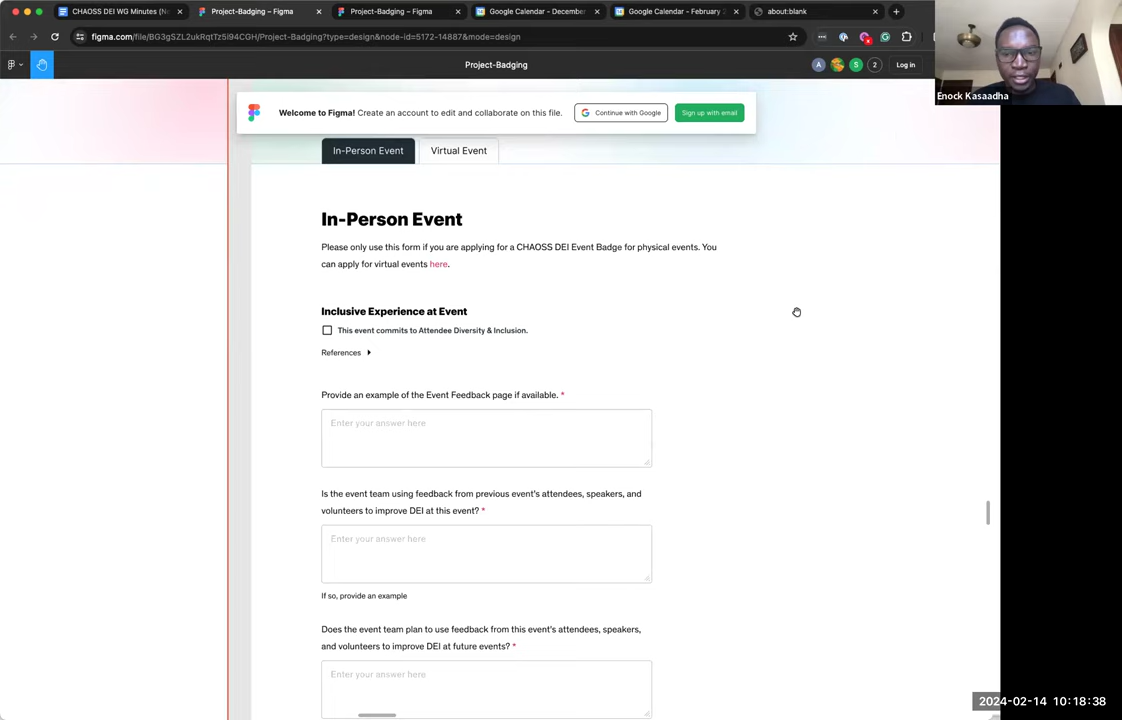 CHAOSS DEI WG Minutes (N
Project-Badging – Figma
Project-Badging – Figma
Google Calendar - Decembe
Google Calendar - February 2
about:blank
figma.com/file/BG3gSZL2ukRqtTz5i94CGH/Project-Badging?type=design&node-id=5172-14887&mode=design
Project-Badging
A
S
2
Log in
Enock Kasaadha
Welcome to Figma! Create an account to edit and collaborate on this file.
Continue with Google
Sign up with email
In-Person Event
Virtual Event
In-Person Event
Please only use this form if you are applying for a CHAOSS DEI Event Badge for physical events. You
can apply for virtual events here.
Inclusive Experience at Event
This event commits to Attendee Diversity & Inclusion.
References
Provide an example of the Event Feedback page if available. *
Enter your answer here
Is the event team using feedback from previous event's attendees, speakers, and
volunteers to improve DEI at this event? *
Enter your answer here
If so, provide an example
Does the event team plan to use feedback from this event's attendees, speakers,
and volunteers to improve DEI at future events? *
Enter your answer here
2024-02-14 10:18:38